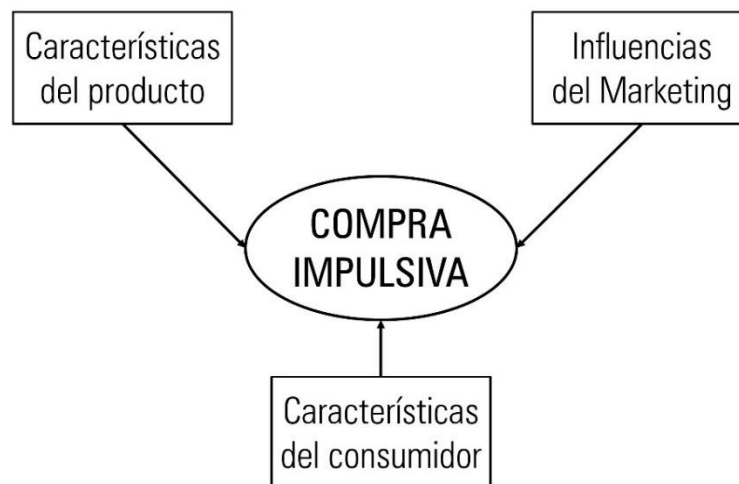 Características
del producto
Influencias
del Marketing
COMPRA
IMPULSIVA
Características
del consumidor